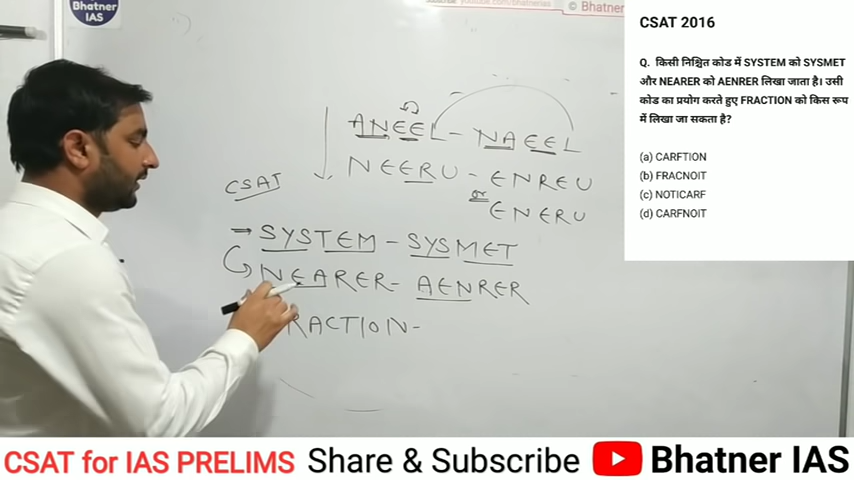 Bhatner
IAS
© Bhatner
CSAT 2016
Q. किसी निश्चित कोड में SYSTEM को SYSMET
और NEARER को AENRER लिखा जाता है। उसी
कोड का प्रयोग करते हुए FRACTION को किस रूप
में लिखा जा सकता है?
(a) CARFTION
(b) FRACNOIT
(c) NOTICARF
(d) CARFNOIT
ANEEL - NAEEL
NEERU - ENREU
or
ENERU
CSAT
→ SYSTEM - SYSMET
NEARER - AENRER
RACTION -
CSAT for IAS PRELIMS Share & Subscribe Bhatner IAS